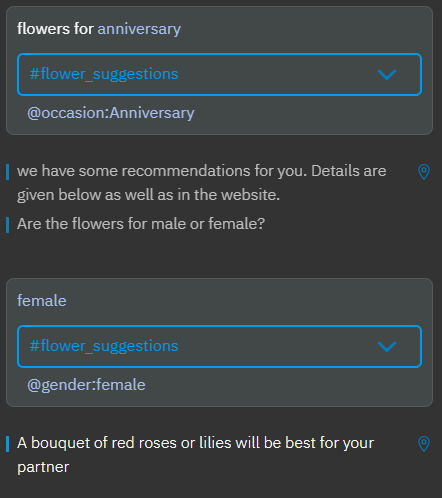 flowers for anniversary
#flower_suggestions
@occasion:Anniversary
we have some recommendations for you. Details are
given below as well as in the website.
Are the flowers for male or female?
female
#flower_suggestions
@gender:female
A bouquet of red roses or lilies will be best for your
partner